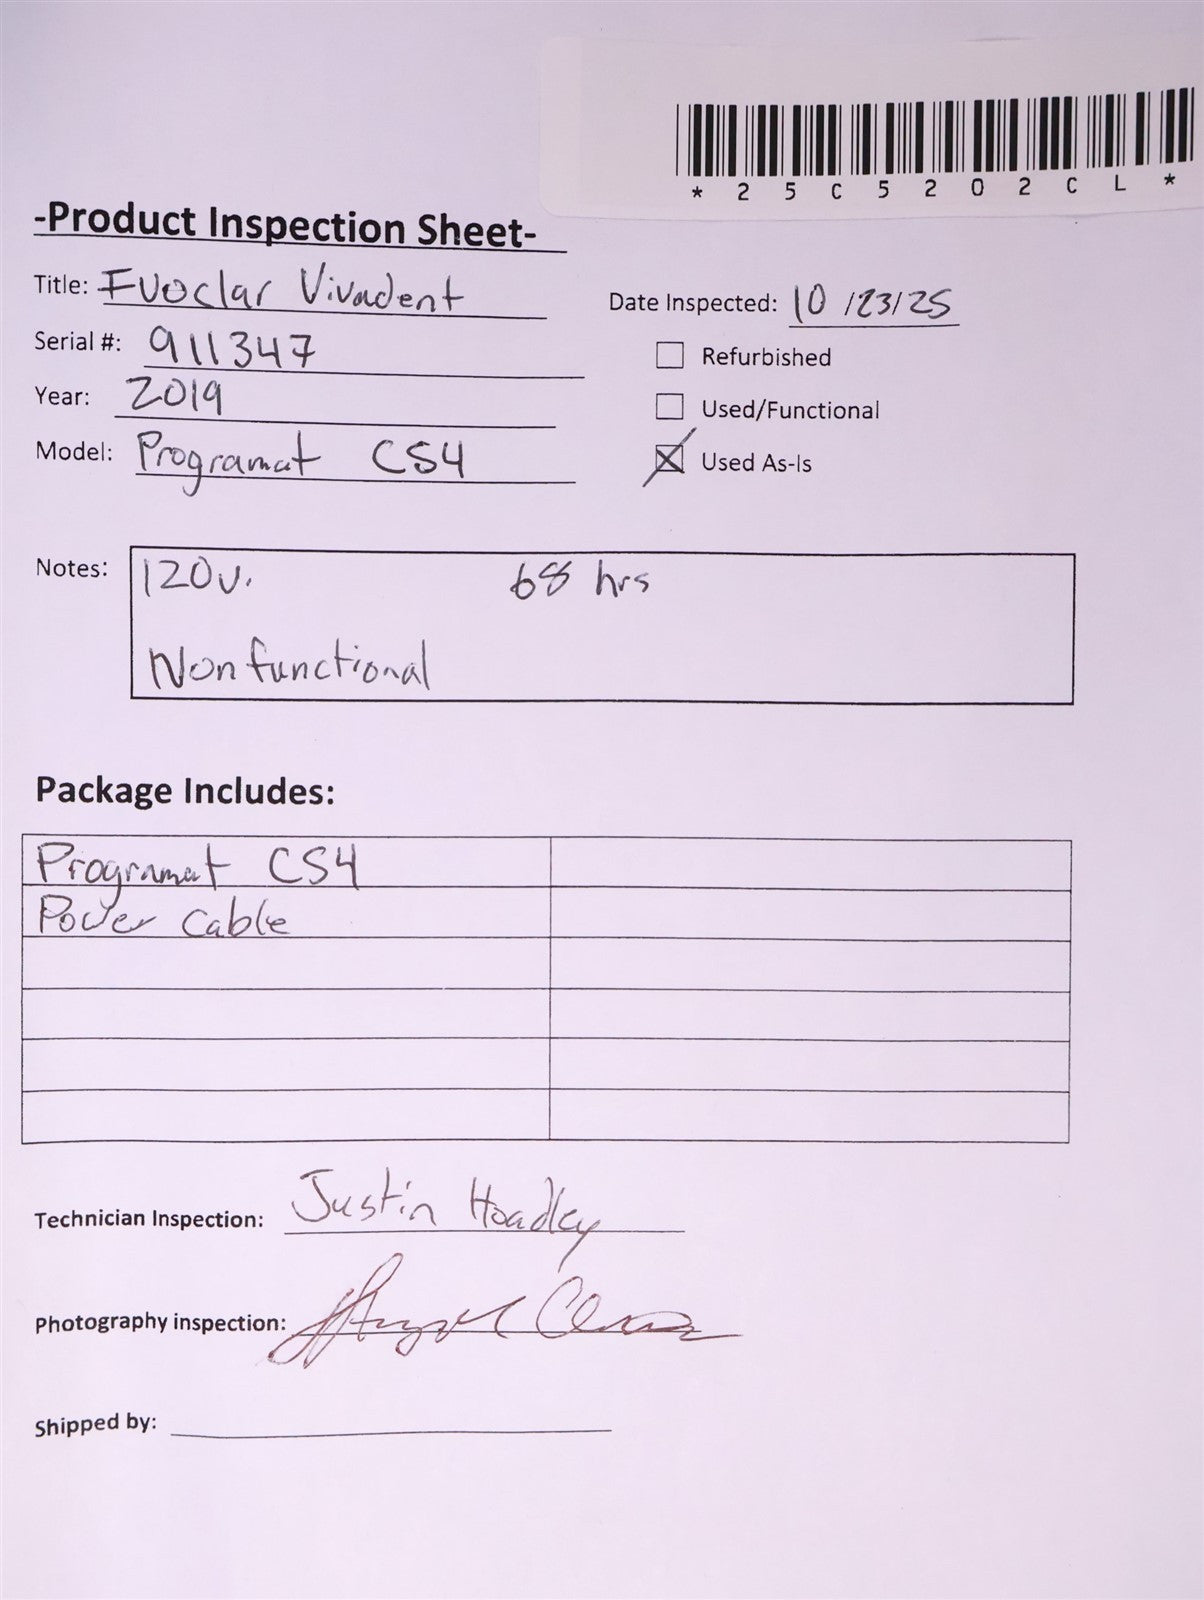 *25C5202CL*
-Product Inspection Sheet-
Title: Ivoclar Vivadent
Date Inspected: 10/23/25
Serial #: 911347
Refurbished
Year: 2019
Used/Functional
Model: Programat CS4
Used As-Is
Notes: 120v. 68 hrs
Nonfunctional
Package Includes:
Programat CS4
Power Cable
Technician Inspection: Justin Hoadley
Photography inspection:
Shipped by: